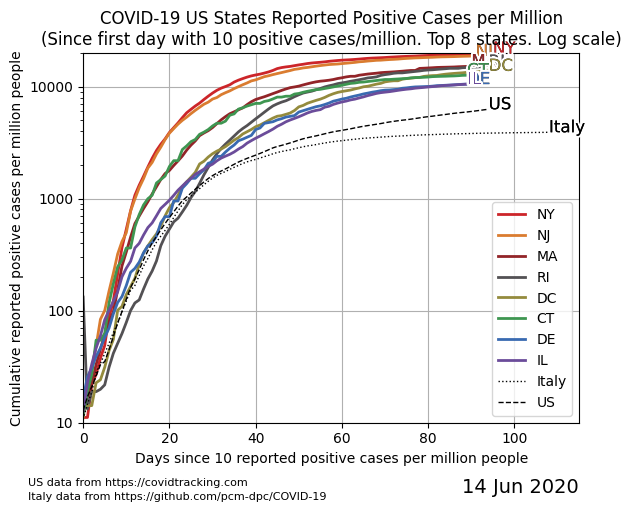 COVID-19 US States Reported Positive Cases per Million
(Since first day with 10 positive cases/million. Top 8 states. Log scale)
Cumulative reported positive cases per million people
10000
1000
100
10
NJ NY
DC
US
Italy
NY
NJ
MA
RI
DC
CT
DE
IL
Italy
US
0 20 40 60 80 100
Days since 10 reported positive cases per million people
US data from https://covidtracking.com
Italy data from https://github.com/pcm-dpc/COVID-19
14 Jun 2020